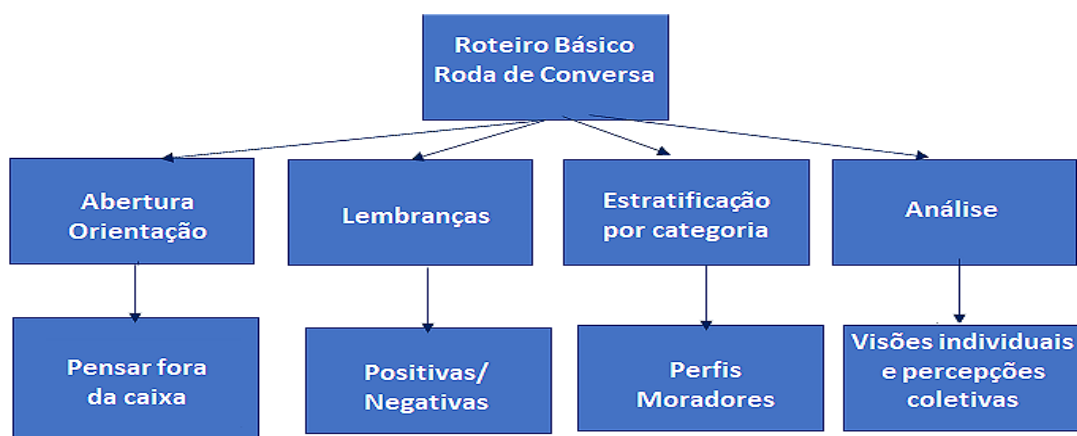 Roteiro Básico
Roda de Conversa
Abertura
Orientação
Lembranças
Estratificação
por categoria
Análise
Pensar fora
da caixa
Positivas/
Negativas
Perfis
Moradores
Visões individuais
e percepções
coletivas